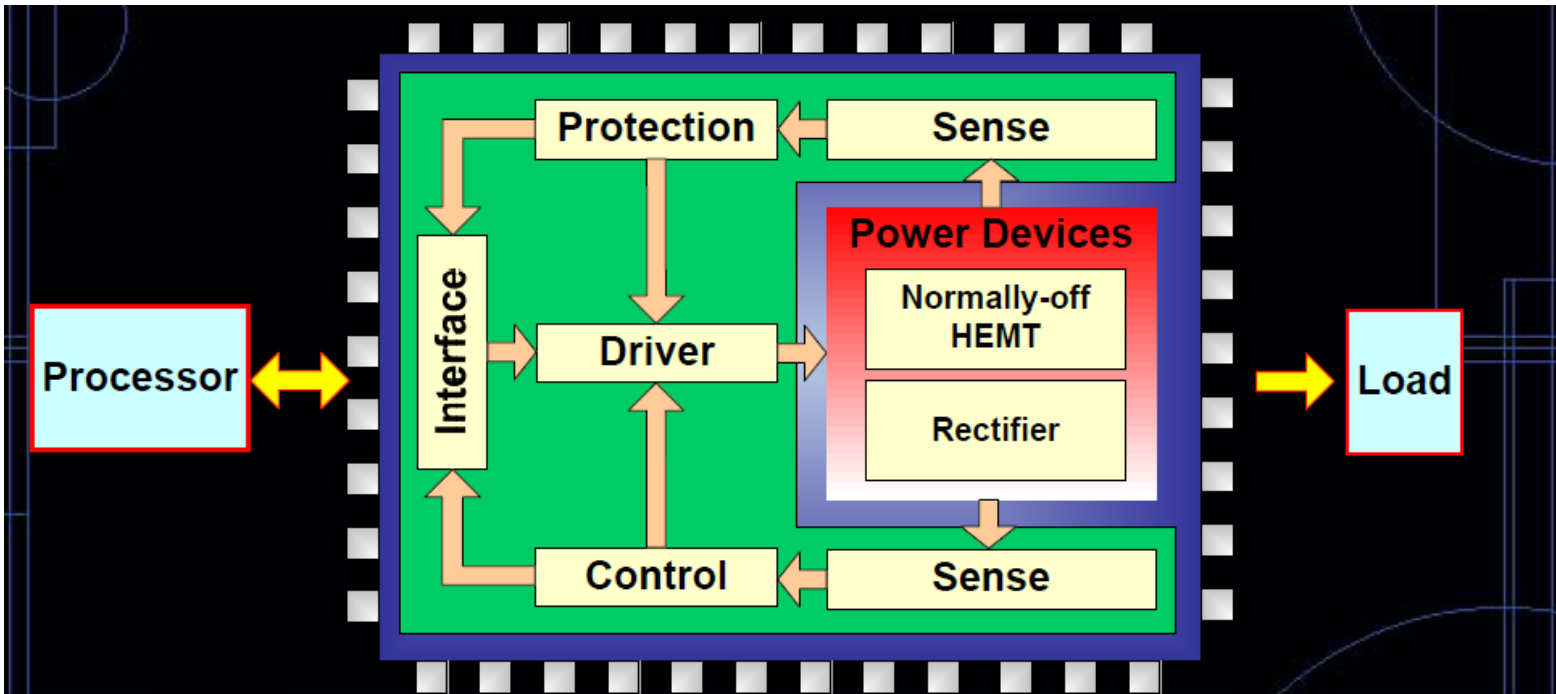 Protection
Sense
Power Devices
Normally-off
HEMT
Interface
Driver
Processor
Load
Rectifier
Control
Sense